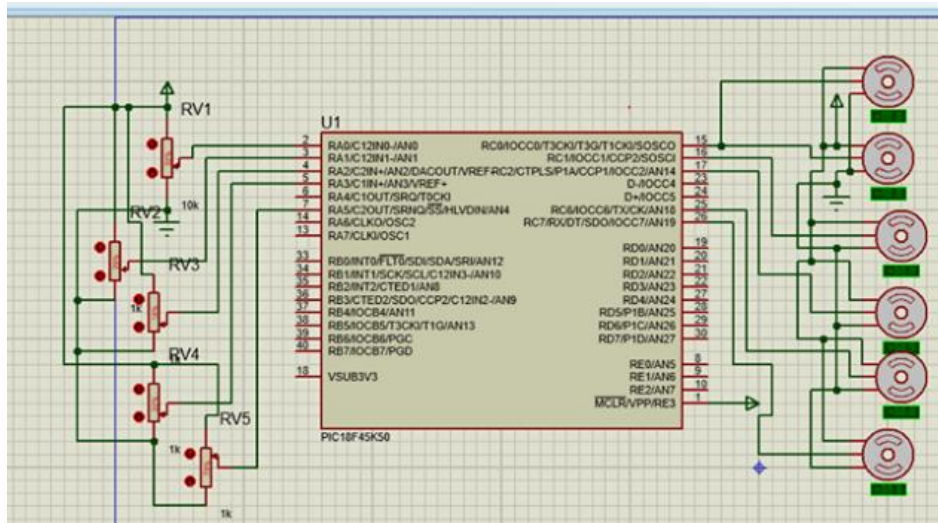 RV1
10k
RV2
1k
RV3
1k
RV4
1k
RV5
1k
U1
2 RA0/C12IN0-/AN0
3 RA1/C12IN1-/AN1
4 RA2/C2IN+/AN2/DACOUT/VREF-
5 RA3/C1IN+/AN3/VREF+
6 RA4/C1OUT/SRQ/T0CKI
7 RA5/C2OUT/SRNQ/SS/HLVDIN/AN4
14 RA6/CLKO/OSC2
13 RA7/CLKI/OSC1
33 RB0/INT0/FLT0/SDI/SDA/SRI/AN12
34 RB1/INT1/SCK/SCL/C12IN3-/AN10
35 RB2/INT2/CTED1/AN8
36 RB3/CTED2/SDO/CCP2/C12IN2-/AN9
37 RB4/IOCB4/AN11
38 RB5/IOCB5/T3CKI/T1G/AN13
39 RB6/IOCB6/PGC
40 RB7/IOCB7/PGD
18 VSUB3V3
RC0/IOCC0/T3CKI/T3G/T1CKI/SOSCO 15
RC1/IOCC1/CCP2/SOSCI 16
RC2/CTPLS/P1A/CCP1/IOCC2/AN14 17
D-/IOCC4 23
D+/IOCC5 24
RC6/IOCC6/TX/CK/AN18 25
RC7/RX/DT/SDO/IOCC7/AN19 26
RD0/AN20 19
RD1/AN21 20
RD2/AN22 21
RD3/AN23 22
RD4/AN24 27
RD5/P1B/AN25 28
RD6/P1C/AN26 29
RD7/P1D/AN27 30
RE0/AN5 8
RE1/AN6 9
RE2/AN7 10
MCLR/VPP/RE3 1
PIC18F45K50